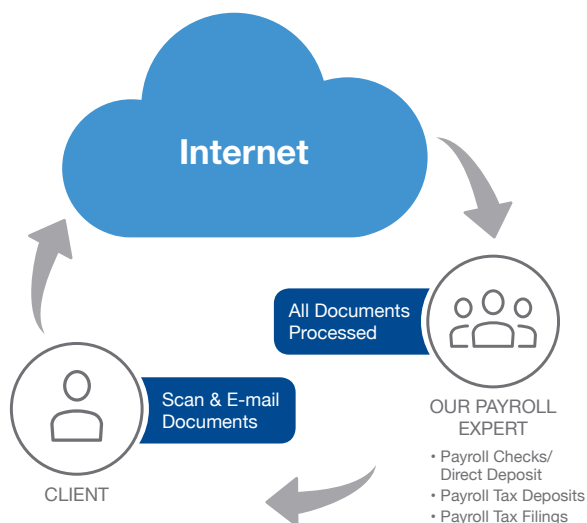 Internet
All Documents
Processed
Scan & E-mail
Documents
CLIENT
OUR PAYROLL
EXPERT
• Payroll Checks/
Direct Deposit
• Payroll Tax Deposits
• Payroll Tax Filings